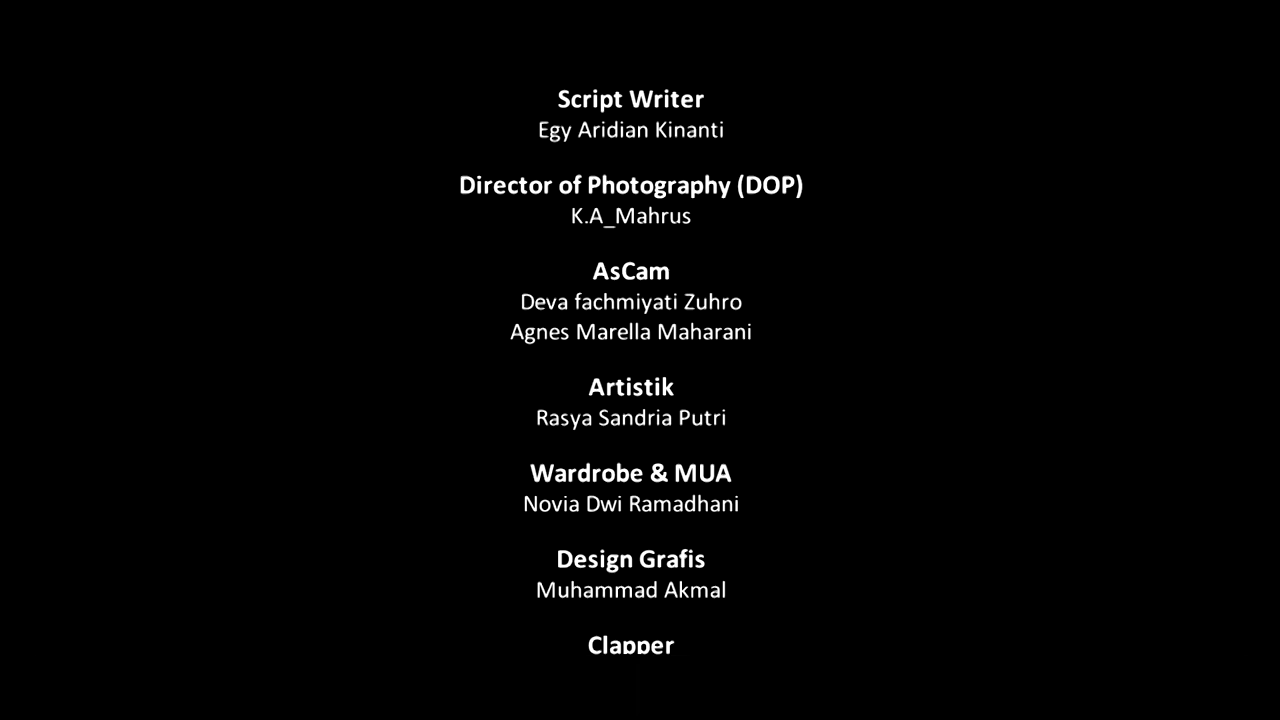 Script Writer
Egy Aridian Kinanti
Director of Photography (DOP)
K.A_Mahrus
AsCam
Deva fachmiyati Zuhro
Agnes Marella Maharani
Artistik
Rasya Sandria Putri
Wardrobe & MUA
Novia Dwi Ramadhani
Design Grafis
Muhammad Akmal
Clapper